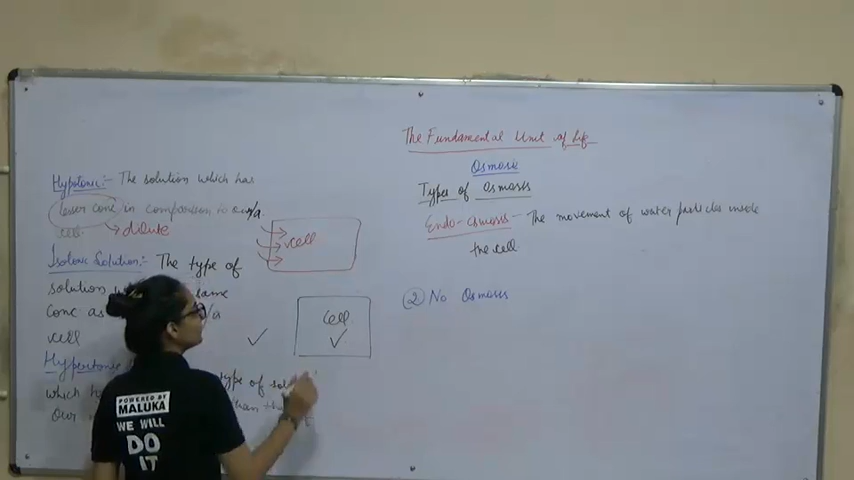 Hypotonic:- The solution which has
lesser conc in comparison to our/a
cell → dilute
cell
Isotonic Solution:- The type of
solution same
conc as /a
cell
cell
Hypertonic type of
which
Our than
The Fundamental Unit of Life
Osmosis
Types of Osmosis
Endo-osmosis- The movement of water particles inside
the cell
② No Osmosis
POWERED BY
MALUKA
WE WILL
DO
IT